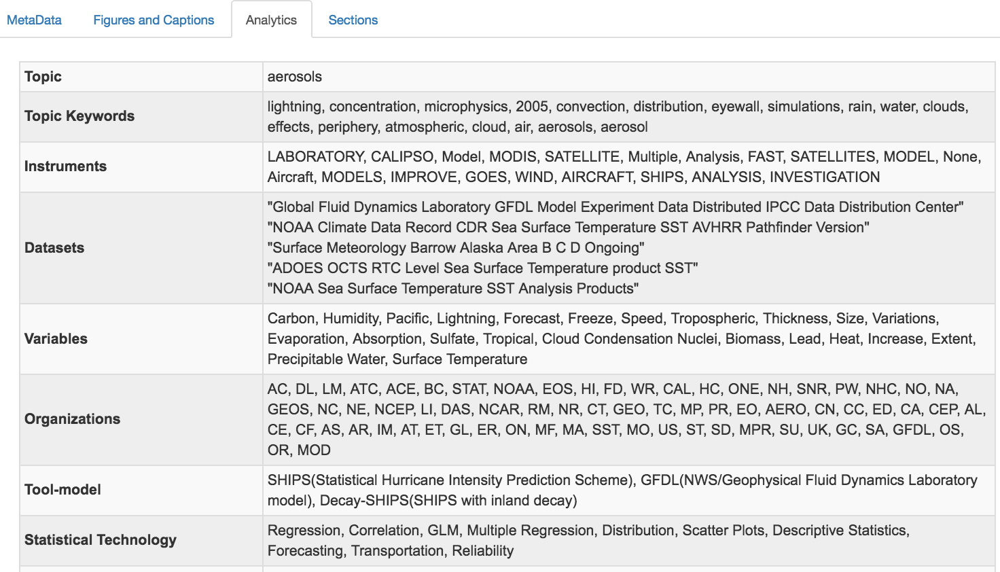 MetaData Figures and Captions Analytics Sections
Topic aerosols
Topic Keywords lightning, concentration, microphysics, 2005, convection, distribution, eyewall, simulations, rain, water, clouds,
effects, periphery, atmospheric, cloud, air, aerosols, aerosol
Instruments LABORATORY, CALIPSO, Model, MODIS, SATELLITE, Multiple, Analysis, FAST, SATELLITES, MODEL, None,
Aircraft, MODELS, IMPROVE, GOES, WIND, AIRCRAFT, SHIPS, ANALYSIS, INVESTIGATION
Datasets "Global Fluid Dynamics Laboratory GFDL Model Experiment Data Distributed IPCC Data Distribution Center"
"NOAA Climate Data Record CDR Sea Surface Temperature SST AVHRR Pathfinder Version"
"Surface Meteorology Barrow Alaska Area B C D Ongoing"
"ADOES OCTS RTC Level Sea Surface Temperature product SST"
"NOAA Sea Surface Temperature SST Analysis Products"
Variables Carbon, Humidity, Pacific, Lightning, Forecast, Freeze, Speed, Tropospheric, Thickness, Size, Variations,
Evaporation, Absorption, Sulfate, Tropical, Cloud Condensation Nuclei, Biomass, Lead, Heat, Increase, Extent,
Precipitable Water, Surface Temperature
Organizations AC, DL, LM, ATC, ACE, BC, STAT, NOAA, EOS, HI, FD, WR, CAL, HC, ONE, NH, SNR, PW, NHC, NO, NA,
GEOS, NC, NE, NCEP, LI, DAS, NCAR, RM, NR, CT, GEO, TC, MP, PR, EO, AERO, CN, CC, ED, CA, CEP, AL,
CE, CF, AS, AR, IM, AT, ET, GL, ER, ON, MF, MA, SST, MO, US, ST, SD, MPR, SU, UK, GC, SA, GFDL, OS,
OR, MOD
Tool-model SHIPS(Statistical Hurricane Intensity Prediction Scheme), GFDL(NWS/Geophysical Fluid Dynamics Laboratory
model), Decay-SHIPS(SHIPS with inland decay)
Statistical Technology Regression, Correlation, GLM, Multiple Regression, Distribution, Scatter Plots, Descriptive Statistics,
Forecasting, Transportation, Reliability